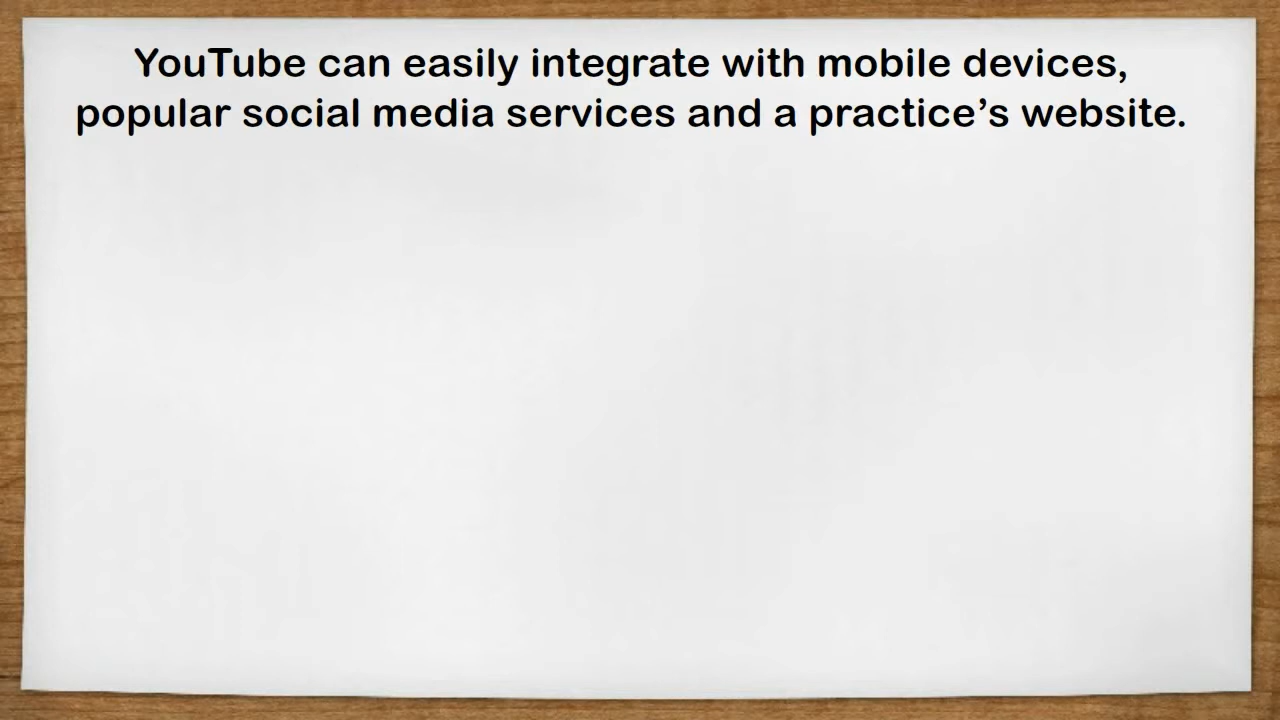 YouTube can easily integrate with mobile devices,
popular social media services and a practice’s website.